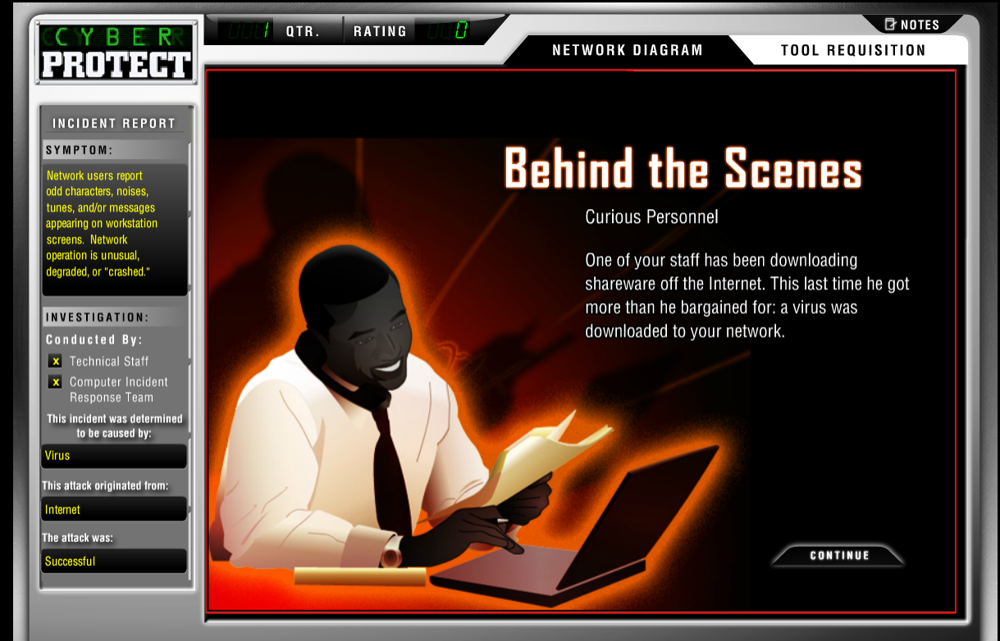 CYBER
PROTECT
1 QTR. RATING 0
NOTES
NETWORK DIAGRAM
TOOL REQUISITION
INCIDENT REPORT
SYMPTOM:
Network users report
odd characters, noises,
tunes, and/or messages
appearing on workstation
screens. Network
operation is unusual,
degraded, or "crashed."
INVESTIGATION:
Conducted By:
x Technical Staff
x Computer Incident
Response Team
This incident was determined
to be caused by:
Virus
This attack originated from:
Internet
The attack was:
Successful
Behind the Scenes
Curious Personnel
One of your staff has been downloading
shareware off the Internet. This last time he got
more than he bargained for: a virus was
downloaded to your network.
CONTINUE